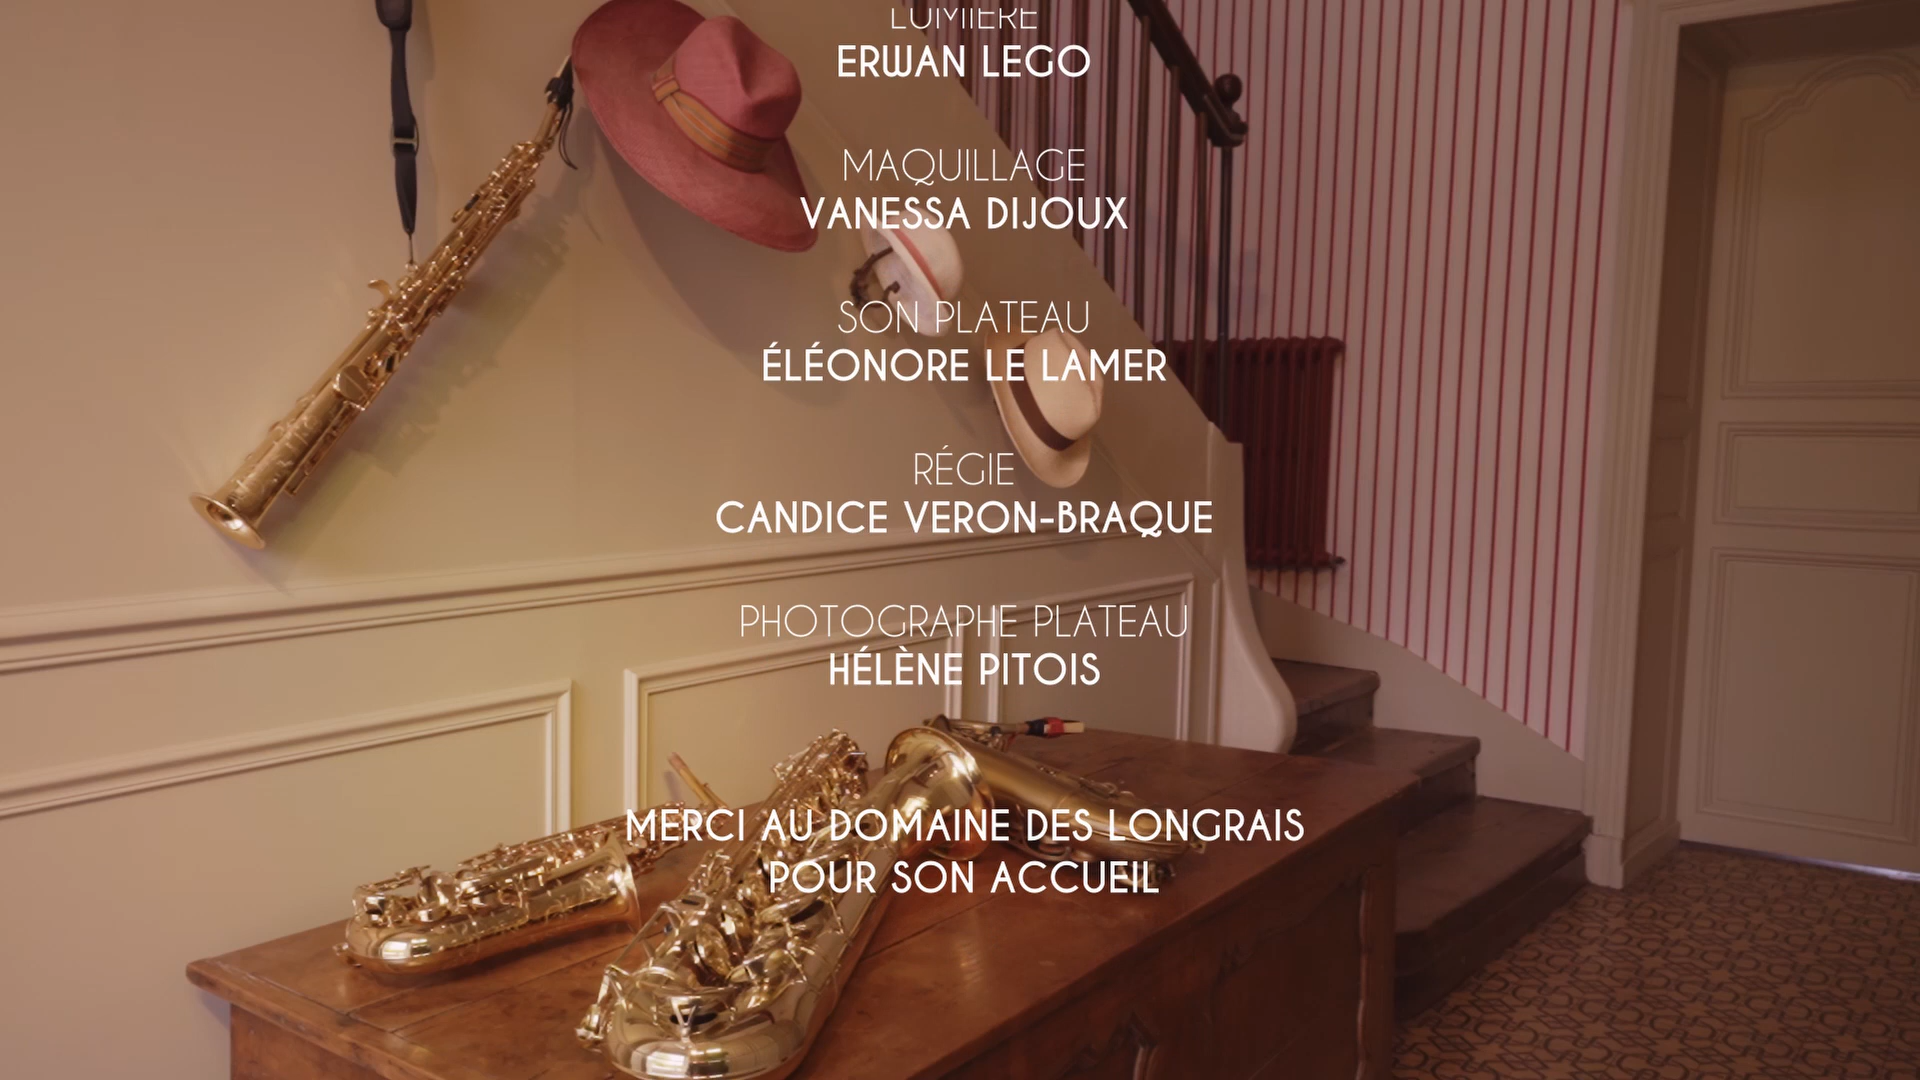 LUMIÈRE
ERWAN LEGO
MAQUILLAGE
VANESSA DIJOUX
SON PLATEAU
ÉLÉONORE LE LAMER
RÉGIE
CANDICE VERON-BRAQUE
PHOTOGRAPHE PLATEAU
HÉLÈNE PITOIS
MERCI AU DOMAINE DES LONGRAIS
POUR SON ACCUEIL